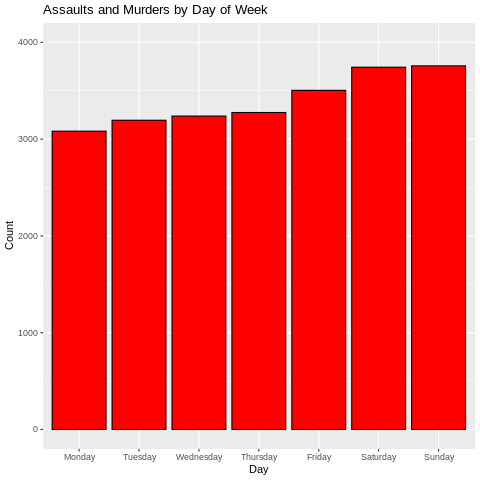 Assaults and Murders by Day of Week
Count
4000
3000
2000
1000
0
Monday Tuesday Wednesday Thursday Friday Saturday Sunday
Day